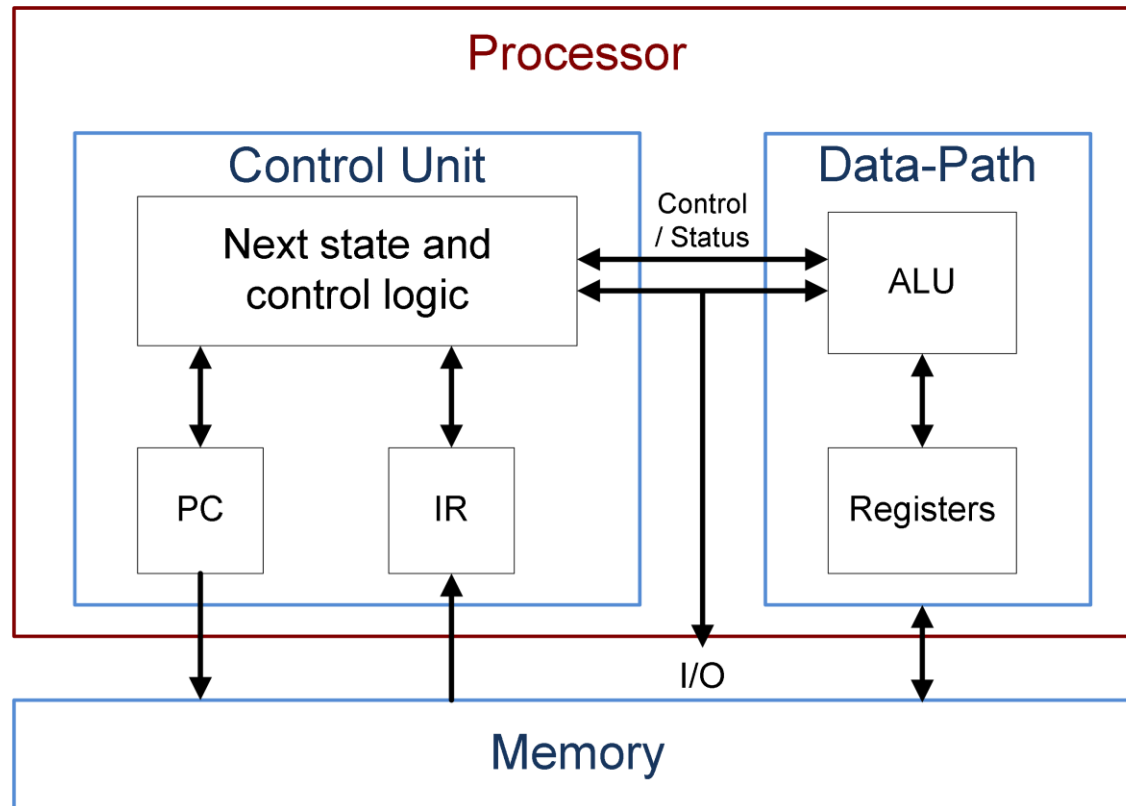 Processor
Control Unit
Data-Path
Control
/ Status
Next state and
control logic
ALU
PC
IR
Registers
I/O
Memory